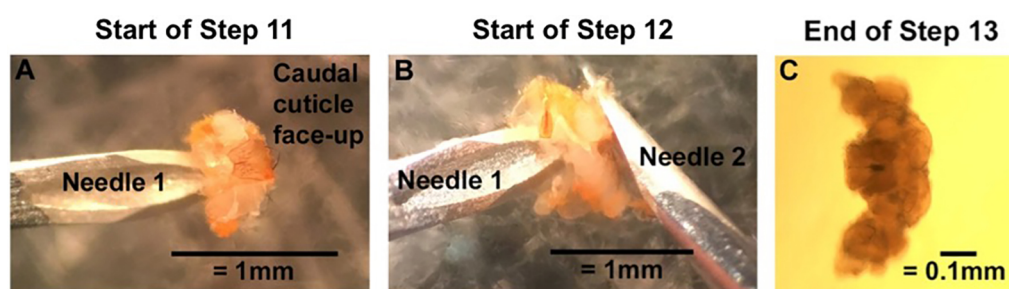 Start of Step 11
Start of Step 12
End of Step 13
A
Caudal
cuticle
face-up
Needle 1
= 1mm
B
Needle 1
Needle 2
= 1mm
C
= 0.1mm